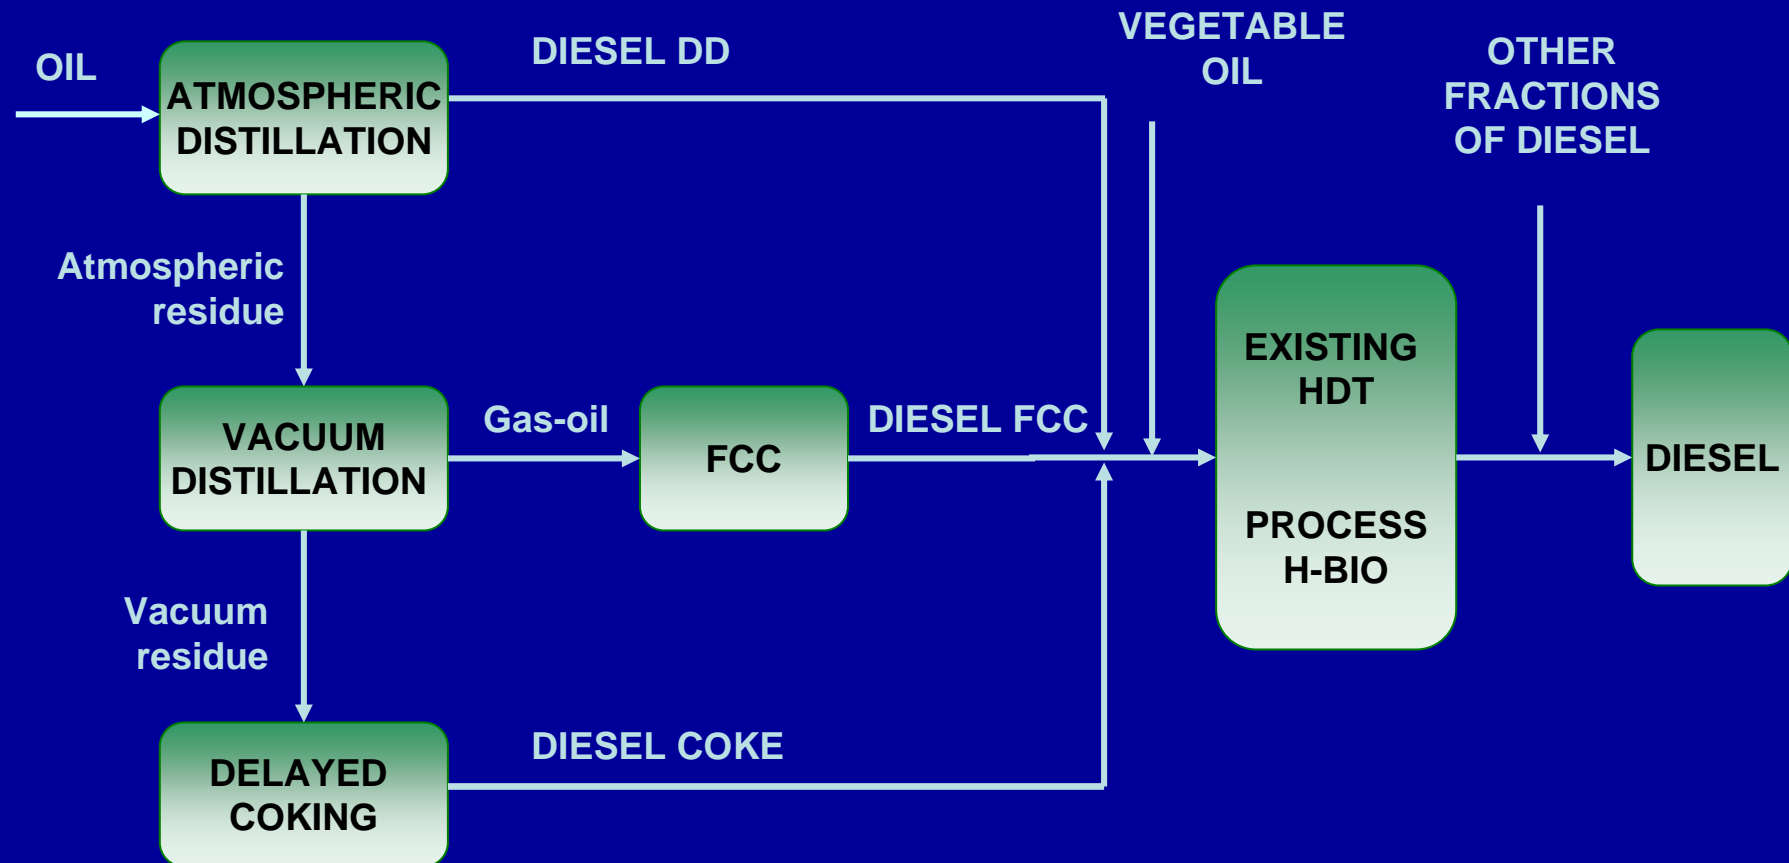 OIL
ATMOSPHERIC
DISTILLATION
DIESEL DD
VEGETABLE
OIL
OTHER
FRACTIONS
OF DIESEL
Atmospheric
residue
VACUUM
DISTILLATION
Gas-oil
FCC
DIESEL FCC
EXISTING
HDT
PROCESS
H-BIO
DIESEL
Vacuum
residue
DELAYED
COKING
DIESEL COKE